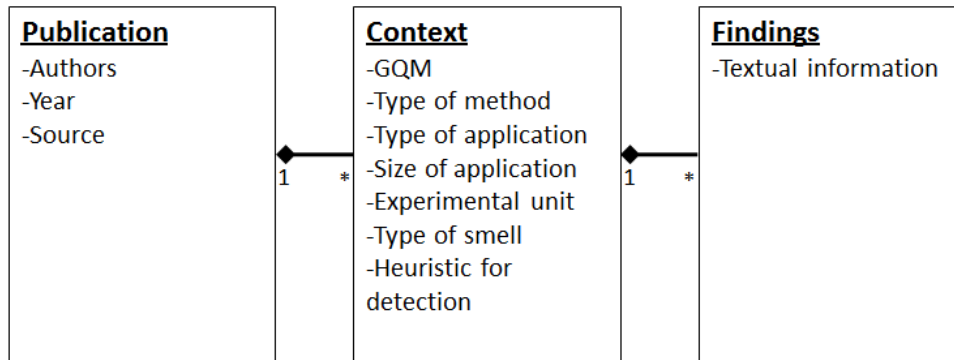 Publication
-Authors
-Year
-Source
1
*
Context
-GQM
-Type of method
-Type of application
-Size of application
-Experimental unit
-Type of smell
-Heuristic for
detection
1
*
Findings
-Textual information